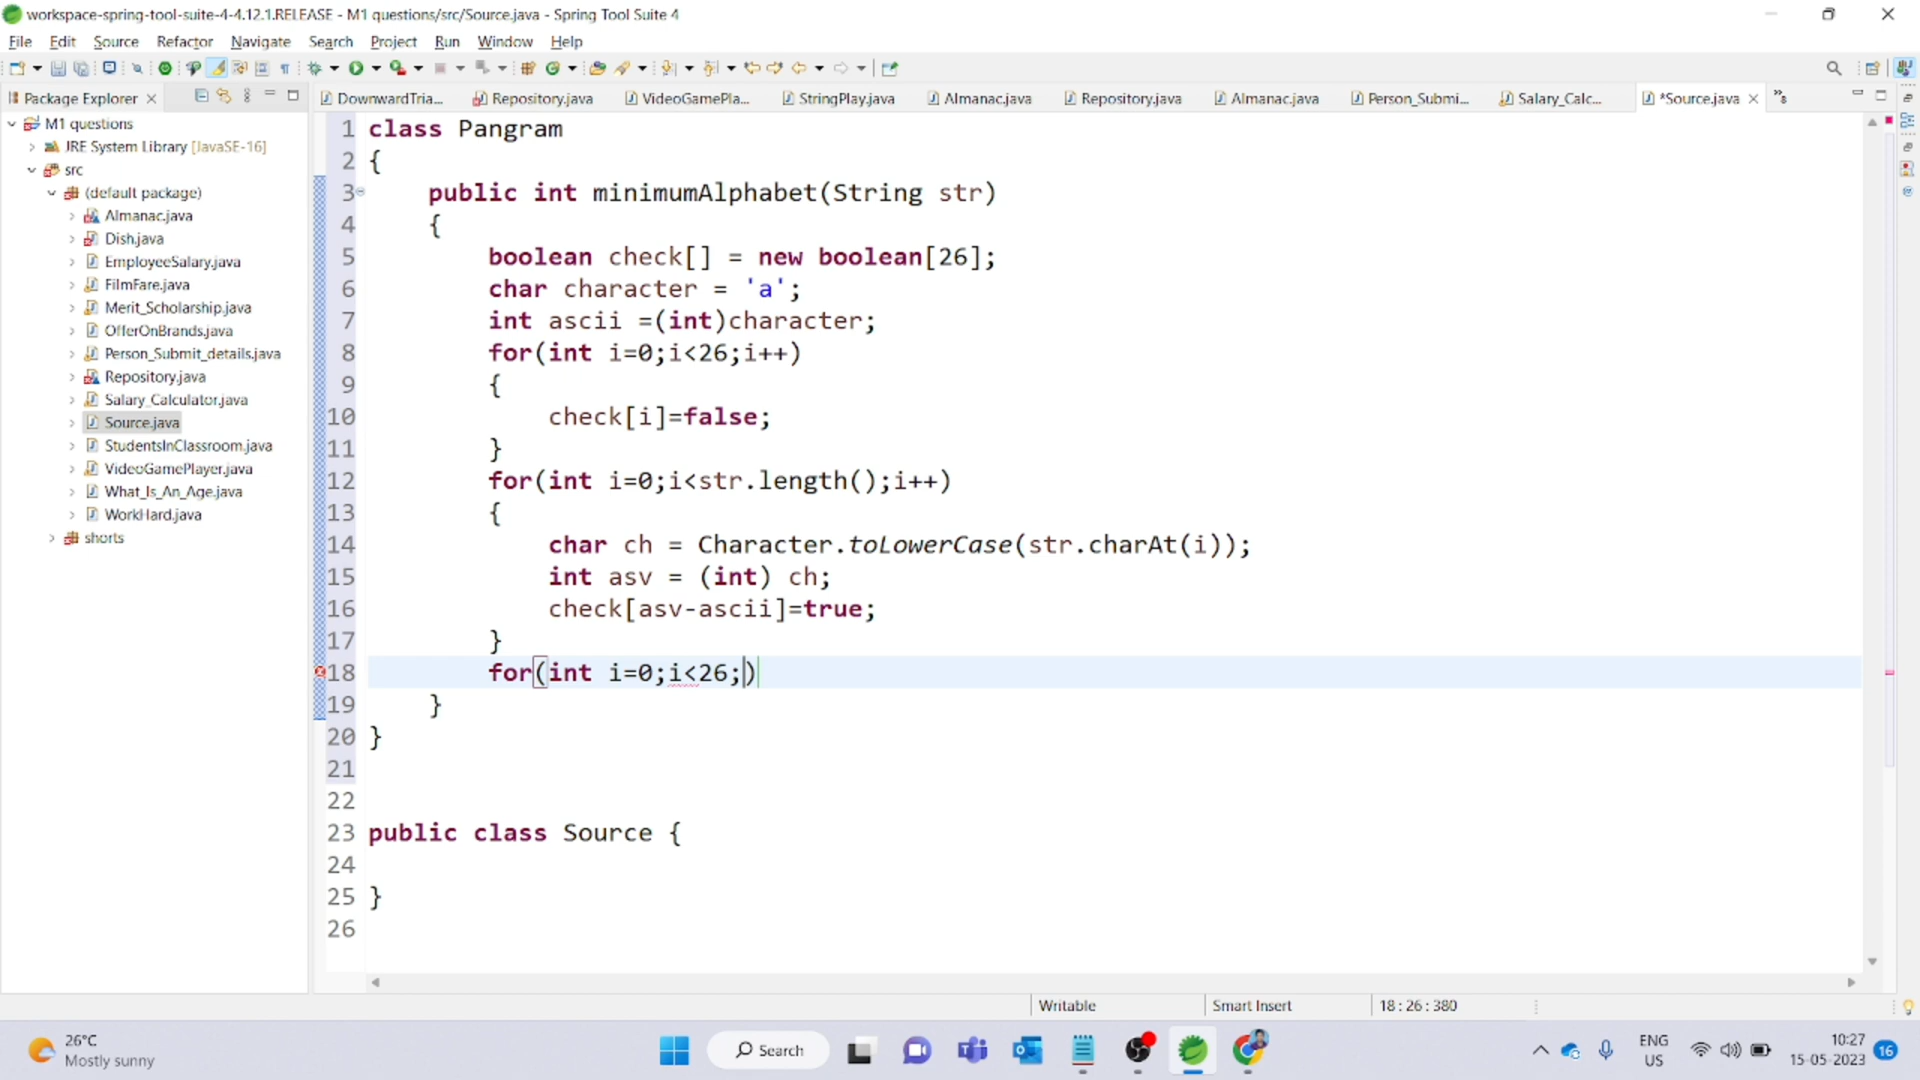 workspace-spring-tool-suite-4-4.12.1.RELEASE - M1 questions/src/Source.java - Spring Tool Suite 4
File Edit Source Refactor Navigate Search Project Run Window Help
Package Explorer
DownwardTria... Repository.java VideoGamePla... StringPlay.java Almanac.java Repository.java Almanac.java Person_Submi... Salary_Calc... *Source.java
M1 questions
JRE System Library [JavaSE-16]
src
(default package)
Almanac.java
Dish.java
EmployeeSalary.java
FilmFare.java
Merit_Scholarship.java
OfferOnBrands.java
Person_Submit_details.java
Repository.java
Salary_Calculator.java
Source.java
StudentsInClassroom.java
VideoGamePlayer.java
What_Is_An_Age.java
WorkHard.java
shorts
1 class Pangram
2 {
3 public int minimumAlphabet(String str)
4 {
5 boolean check[] = new boolean[26];
6 char character = 'a';
7 int ascii =(int)character;
8 for(int i=0;i<26;i++)
9 {
10 check[i]=false;
11 }
12 for(int i=0;i<str.length();i++)
13 {
14 char ch = Character.toLowerCase(str.charAt(i));
15 int asv = (int) ch;
16 check[asv-ascii]=true;
17 }
18 for(int i=0;i<26;)
19 }
20 }
21
22
23 public class Source {
24
25 }
26
Writable Smart Insert 18 : 26 : 380
26°C
Mostly sunny
Search
ENG
US
10:27
15-05-2023
16